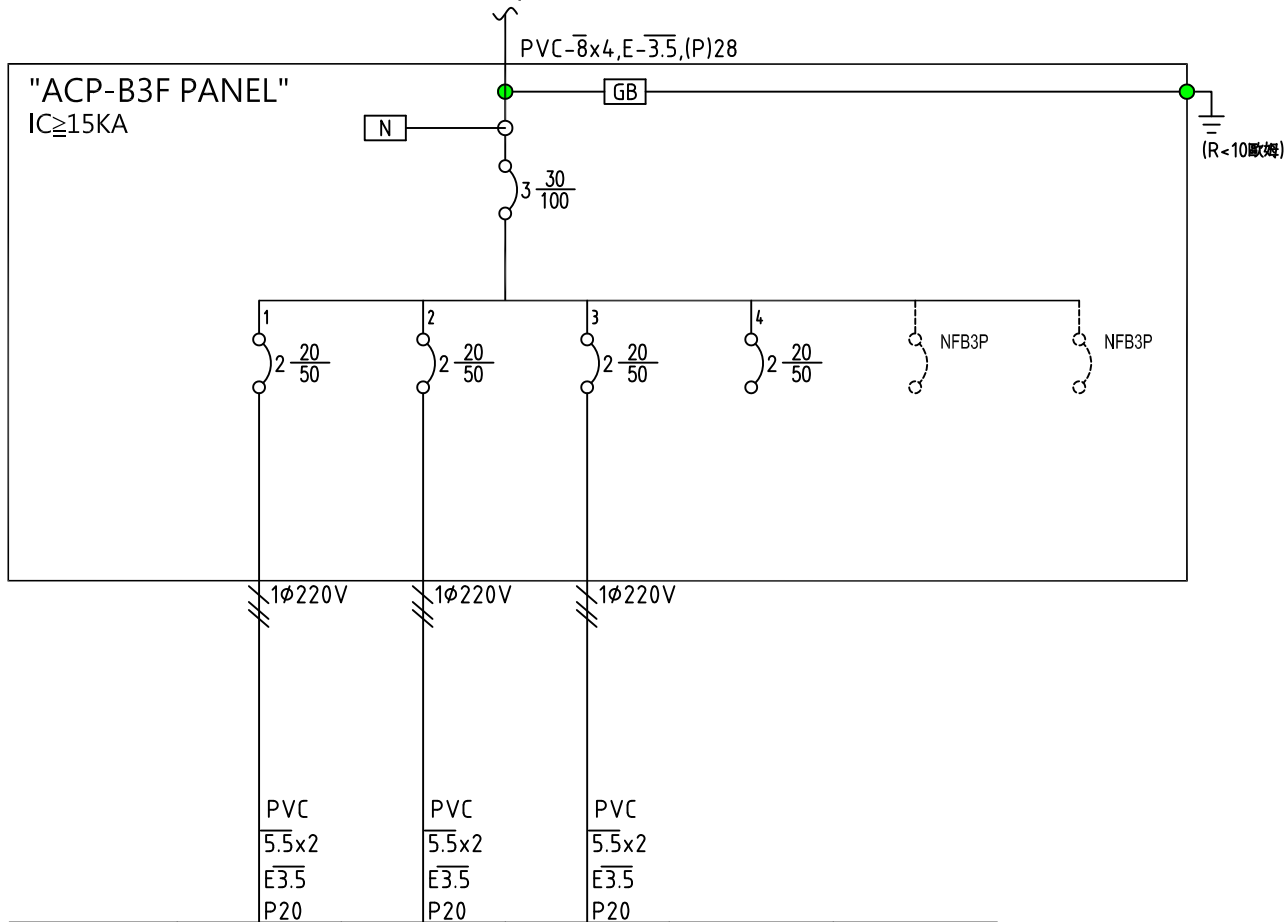 PVC-8x4,E-3.5,(P)28
"ACP-B3F PANEL"
IC≧15KA
GB
N
(R<10歐姆)
3 30/100
1
2
3
4
2 20/50
2 20/50
2 20/50
2 20/50
NFB3P
NFB3P
1φ220V
1φ220V
1φ220V
PVC
5.5x2
E3.5
P20
PVC
5.5x2
E3.5
P20
PVC
5.5x2
E3.5
P20